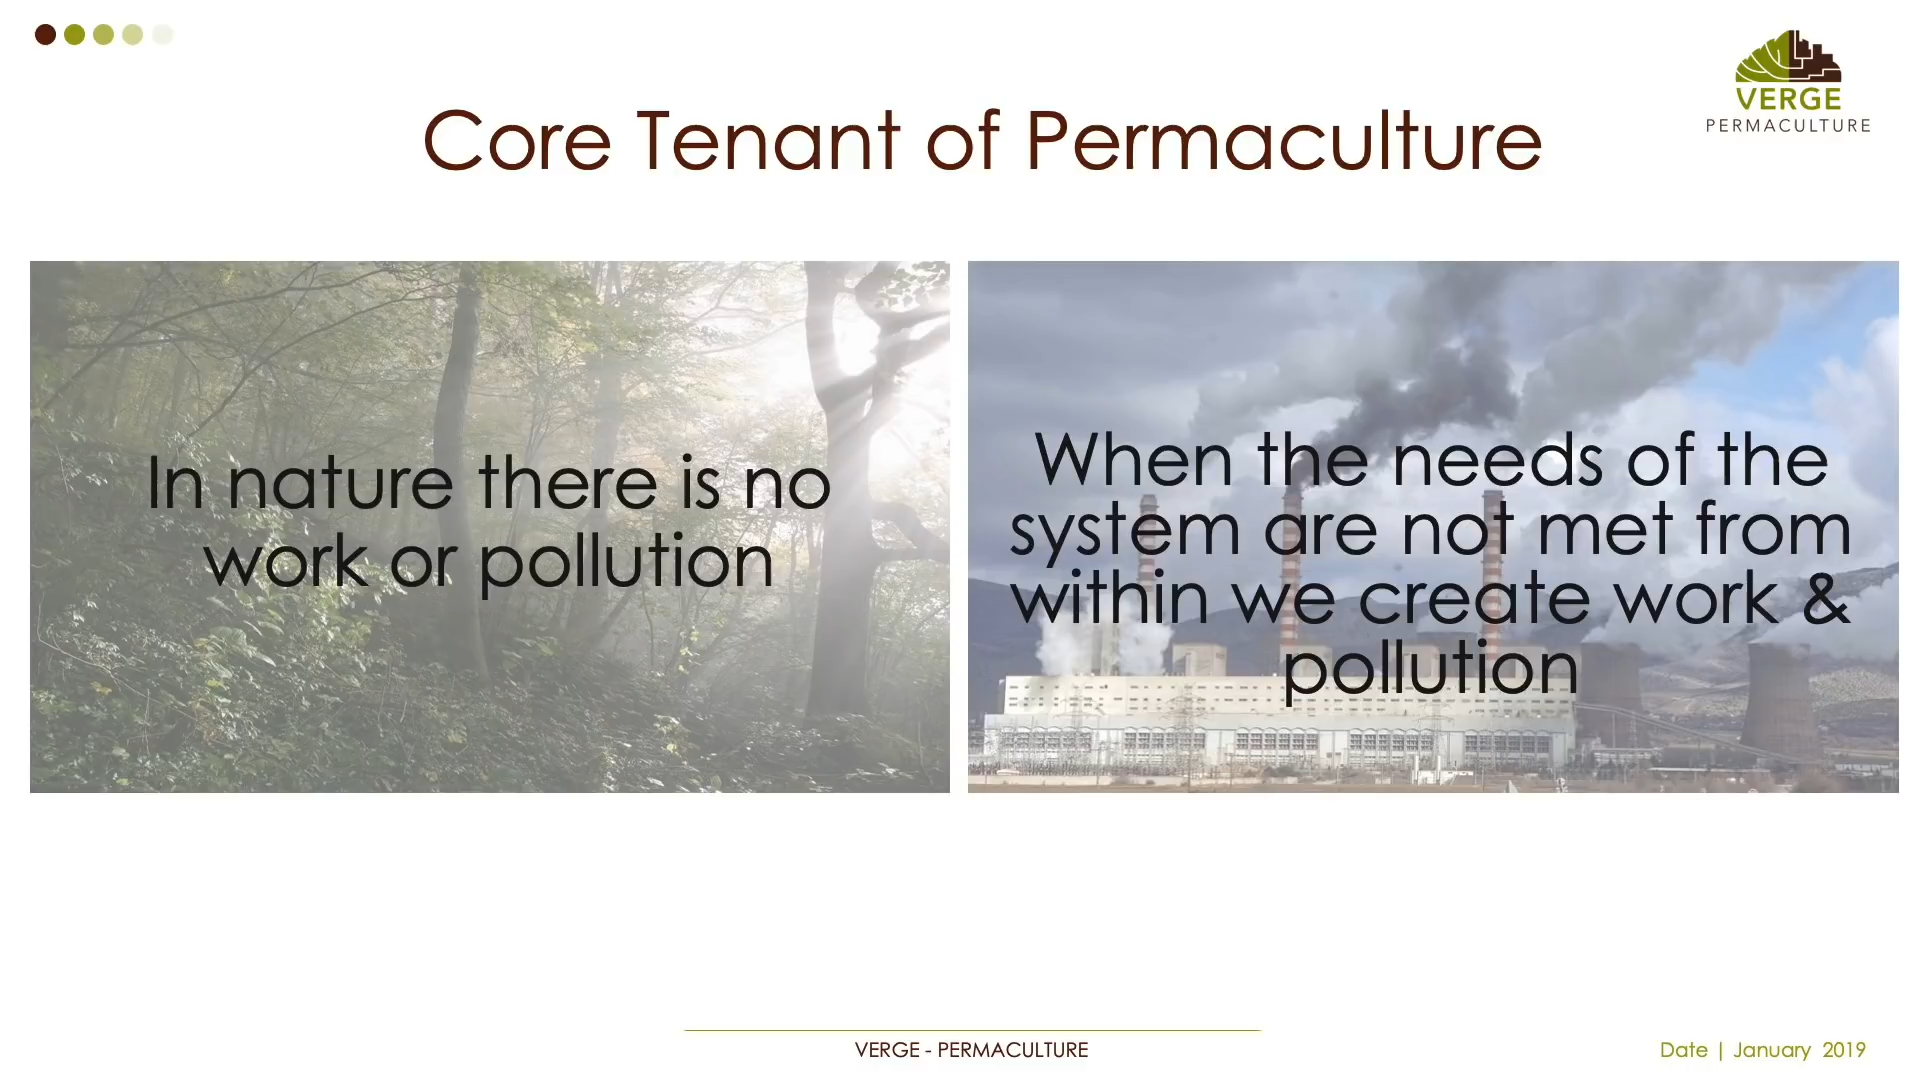 VERGE
PERMACULTURE
Core Tenant of Permaculture
In nature there is no
work or pollution
When the needs of the
system are not met from
within we create work &
pollution
VERGE - PERMACULTURE
Date | January 2019